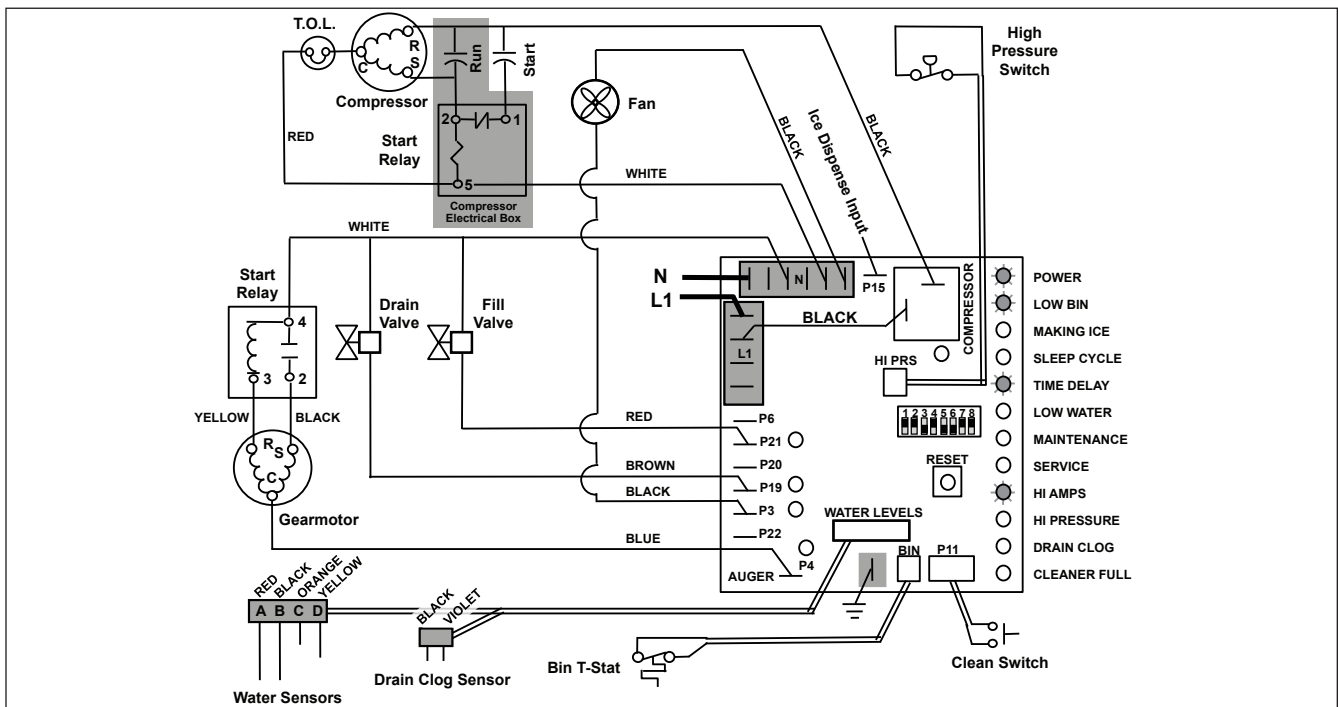 T.O.L.
R
S
C
Compressor
Run
Start
RED
Start
Relay
2
1
5
Compressor
Electrical Box
Fan
BLACK
Ice Dispense Input
BLACK
High
Pressure
Switch
WHITE
WHITE
Start
Relay
4
3
2
YELLOW
BLACK
R
S
C
Gearmotor
Drain
Valve
Fill
Valve
N
L1
N
P15
L1
BLACK
COMPRESSOR
HI PRS
1 2 3 4 5 6 7 8
RESET
RED
BROWN
BLACK
BLUE
P6
P21
P20
P19
P3
P22
P4
AUGER
WATER LEVELS
BIN
P11
POWER
LOW BIN
MAKING ICE
SLEEP CYCLE
TIME DELAY
LOW WATER
MAINTENANCE
SERVICE
HI AMPS
HI PRESSURE
DRAIN CLOG
CLEANER FULL
RED
BLACK
ORANGE
YELLOW
A B C D
Water Sensors
BLACK
VIOLET
Drain Clog Sensor
Bin T-Stat
Clean Switch